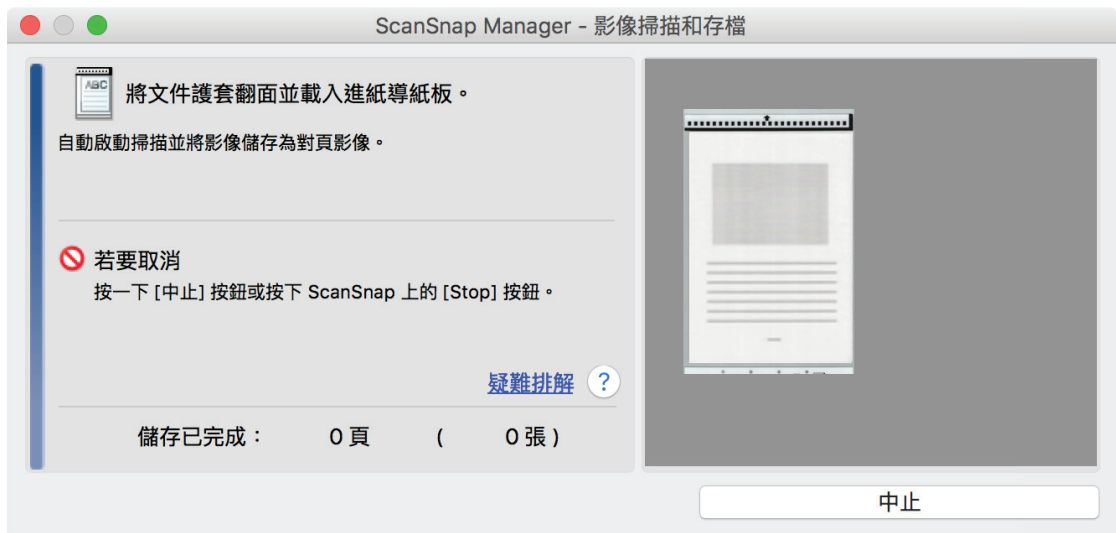 ScanSnap Manager - 影像掃描和存檔
ABC
將文件護套翻面並載入進紙導紙板。
自動啟動掃描並將影像儲存為對頁影像。
若要取消
按一下 [中止] 按鈕或按下 ScanSnap 上的 [Stop] 按鈕。
疑難排解 ?
儲存已完成： 0 頁 ( 0 張 )
中止